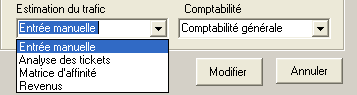 Estimation du trafic Comptabilité
Entrée manuelle Comptabilité générale
Entrée manuelle
Analyse des tickets
Matrice d'affinité
Revenus
Modifier Annuler